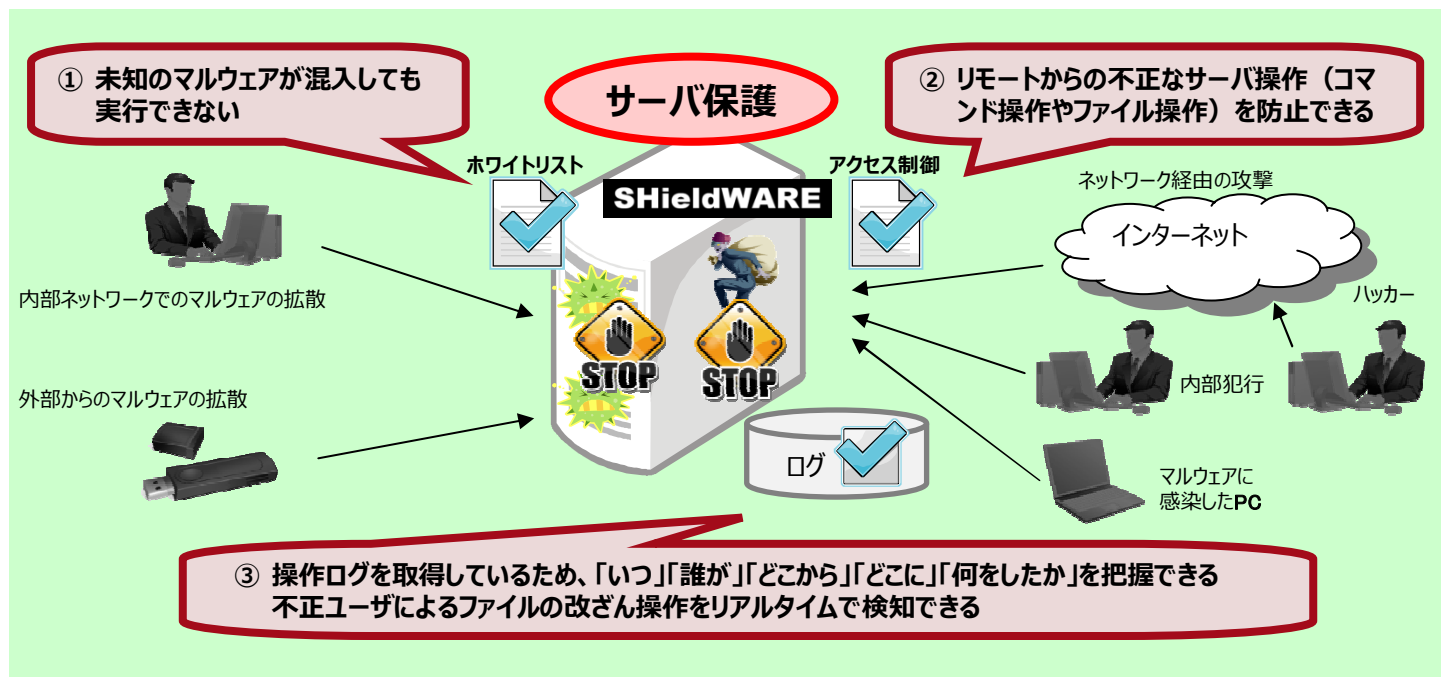 ① 未知のマルウェアが混入しても
実行できない
サーバ保護
② リモートからの不正なサーバ操作（コマ
ンド操作やファイル操作）を防止できる
ホワイトリスト
SHieldWARE
アクセス制御
ネットワーク経由の攻撃
インターネット
内部ネットワークでのマルウェアの拡散
ハッカー
STOP
STOP
内部犯行
外部からのマルウェアの拡散
ログ
マルウェアに
感染したPC
③ 操作ログを取得しているため、「いつ」「誰が」「どこから」「どこに」「何をしたか」を把握できる
不正ユーザによるファイルの改ざん操作をリアルタイムで検知できる